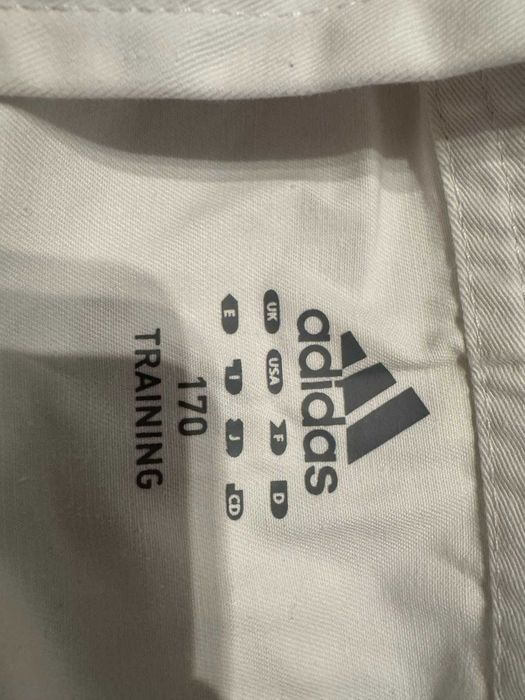 adidas
UK USA F D
E I J CD
170
TRAINING